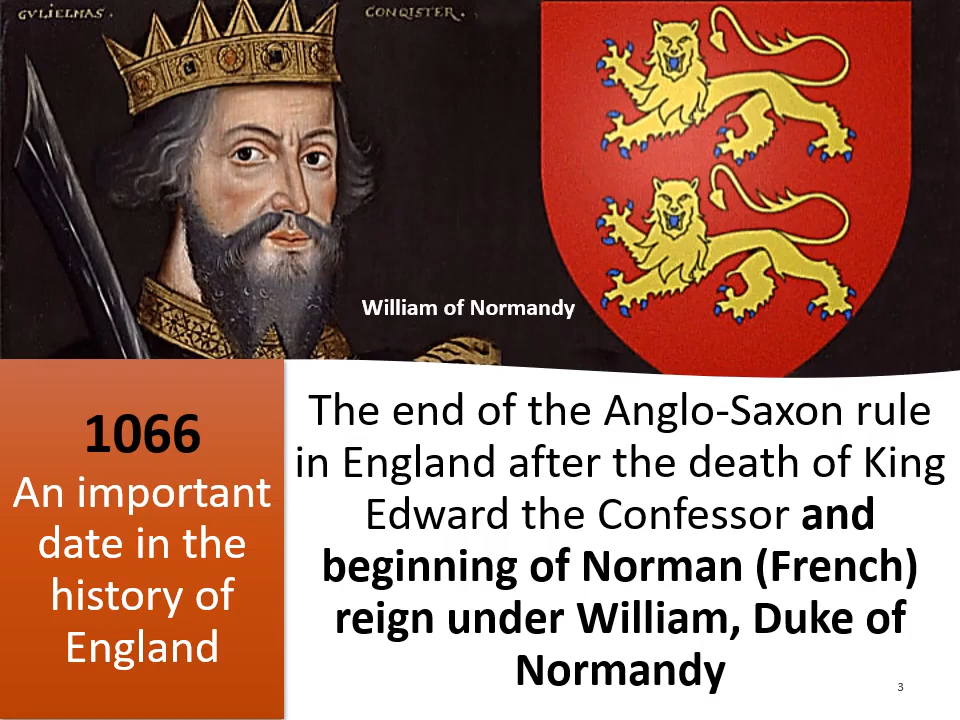 GVLIELMAS CONQISTER.
William of Normandy
1066
An important
date in the
history of
England
The end of the Anglo-Saxon rule
in England after the death of King
Edward the Confessor and
beginning of Norman (French)
reign under William, Duke of
Normandy
3